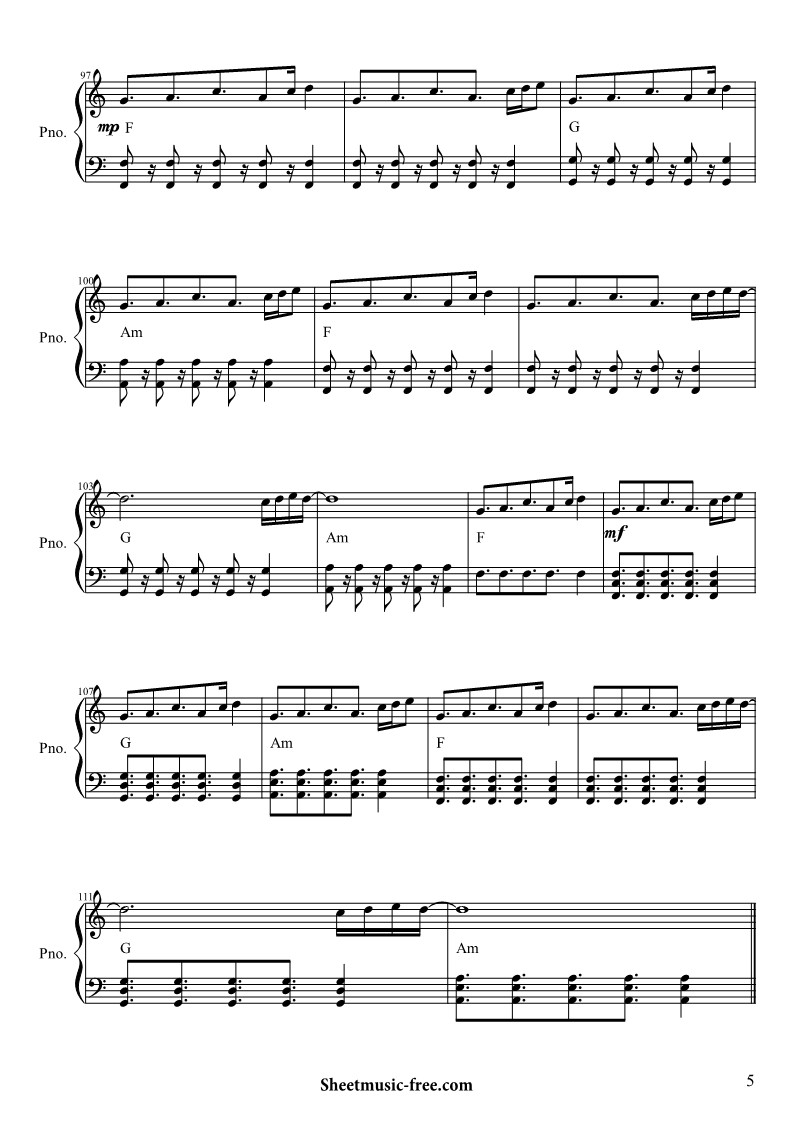 97
Pno.
mp F G
100
Pno.
Am F
103
Pno.
G Am F mf
107
Pno.
G Am F
111
Pno.
G Am
Sheetmusic-free.com
5